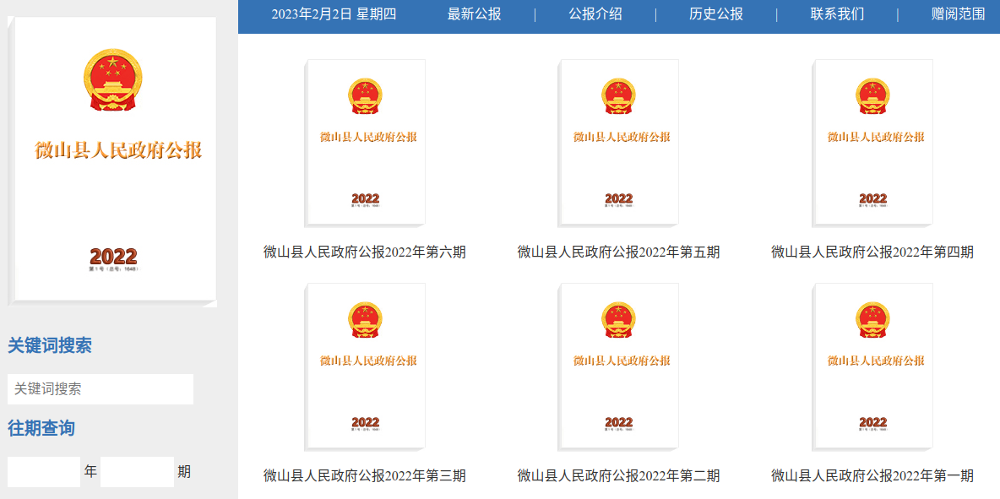 2023年2月2日 星期四 最新公报 | 公报介绍 | 历史公报 | 联系我们 | 赠阅范围
微山县人民政府公报
2022
第1号（总号：1648）
关键词搜索
关键词搜索
往期查询
年 期
微山县人民政府公报 微山县人民政府公报 微山县人民政府公报
2022 2022 2022
微山县人民政府公报2022年第六期 微山县人民政府公报2022年第五期 微山县人民政府公报2022年第四期
微山县人民政府公报 微山县人民政府公报 微山县人民政府公报
2022 2022 2022
微山县人民政府公报2022年第三期 微山县人民政府公报2022年第二期 微山县人民政府公报2022年第一期